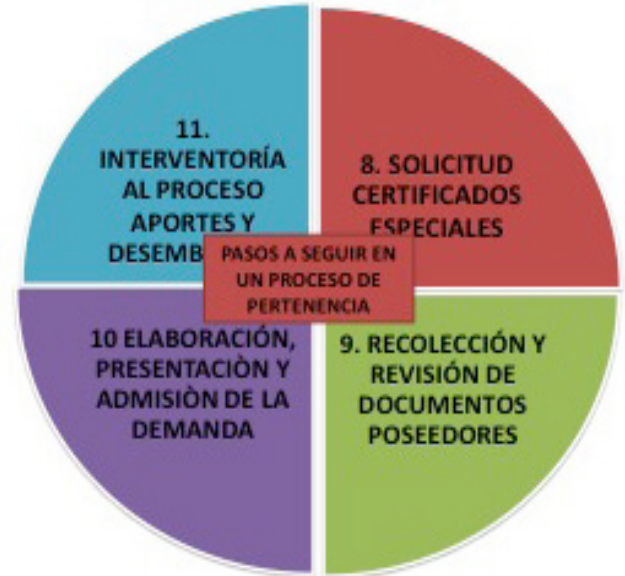 11.
INTERVENTORÍA
AL PROCESO
APORTES Y
DESEMB
8. SOLICITUD
CERTIFICADOS
ESPECIALES
PASOS A SEGUIR EN
UN PROCESO DE
PERTENENCIA
10 ELABORACIÓN,
PRESENTACIÒN Y
ADMISIÒN DE LA
DEMANDA
9. RECOLECCIÓN Y
REVISIÓN DE
DOCUMENTOS
POSEEDORES